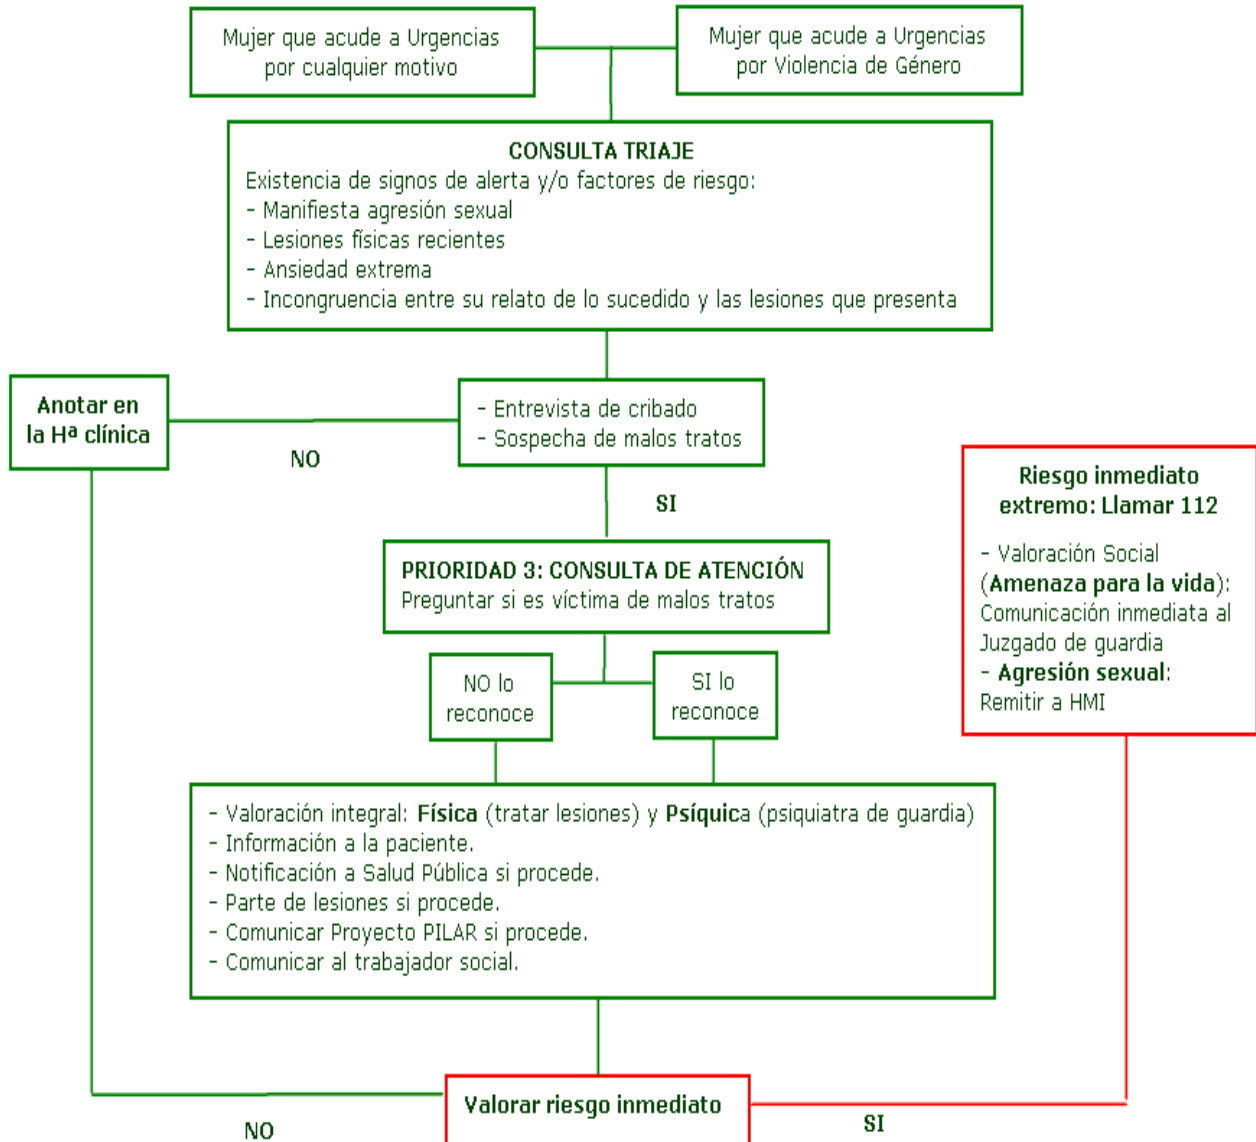 Mujer que acude a Urgencias
por cualquier motivo
Mujer que acude a Urgencias
por Violencia de Género
CONSULTA TRIAJE
Existencia de signos de alerta y/o factores de riesgo:
- Manifiesta agresión sexual
- Lesiones físicas recientes
- Ansiedad extrema
- Incongruencia entre su relato de lo sucedido y las lesiones que presenta
Anotar en
la Hª clínica
NO
- Entrevista de cribado
- Sospecha de malos tratos
SI
Riesgo inmediato
extremo: Llamar 112
- Valoración Social
(Amenaza para la vida):
Comunicación inmediata al
Juzgado de guardia
- Agresión sexual:
Remitir a HMI
PRIORIDAD 3: CONSULTA DE ATENCIÓN
Preguntar si es víctima de malos tratos
NO lo
reconoce
SI lo
reconoce
- Valoración integral: Física (tratar lesiones) y Psíquica (psiquiatra de guardia)
- Información a la paciente.
- Notificación a Salud Pública si procede.
- Parte de lesiones si procede.
- Comunicar Proyecto PILAR si procede.
- Comunicar al trabajador social.
Valorar riesgo inmediato
NO
SI